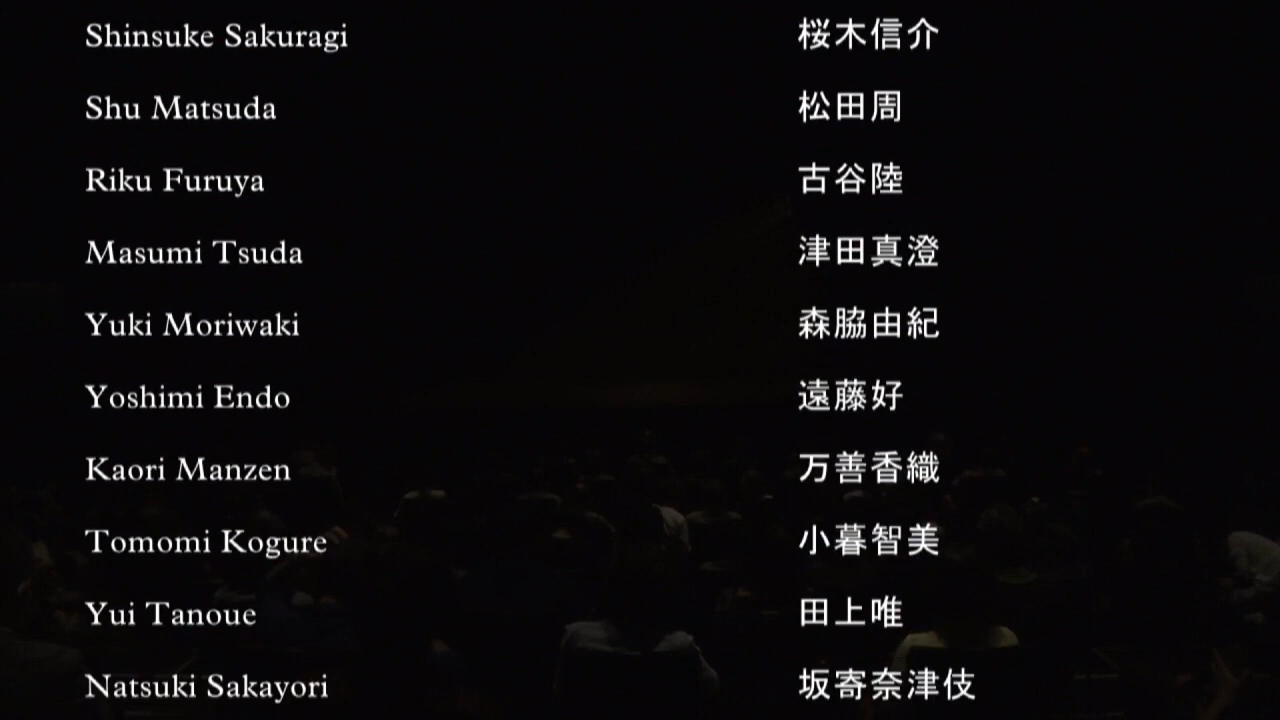 Shinsuke Sakuragi 桜木信介
Shu Matsuda 松田周
Riku Furuya 古谷陸
Masumi Tsuda 津田真澄
Yuki Moriwaki 森脇由紀
Yoshimi Endo 遠藤好
Kaori Manzen 万善香織
Tomomi Kogure 小暮智美
Yui Tanoue 田上唯
Natsuki Sakayori 坂寄奈津伎